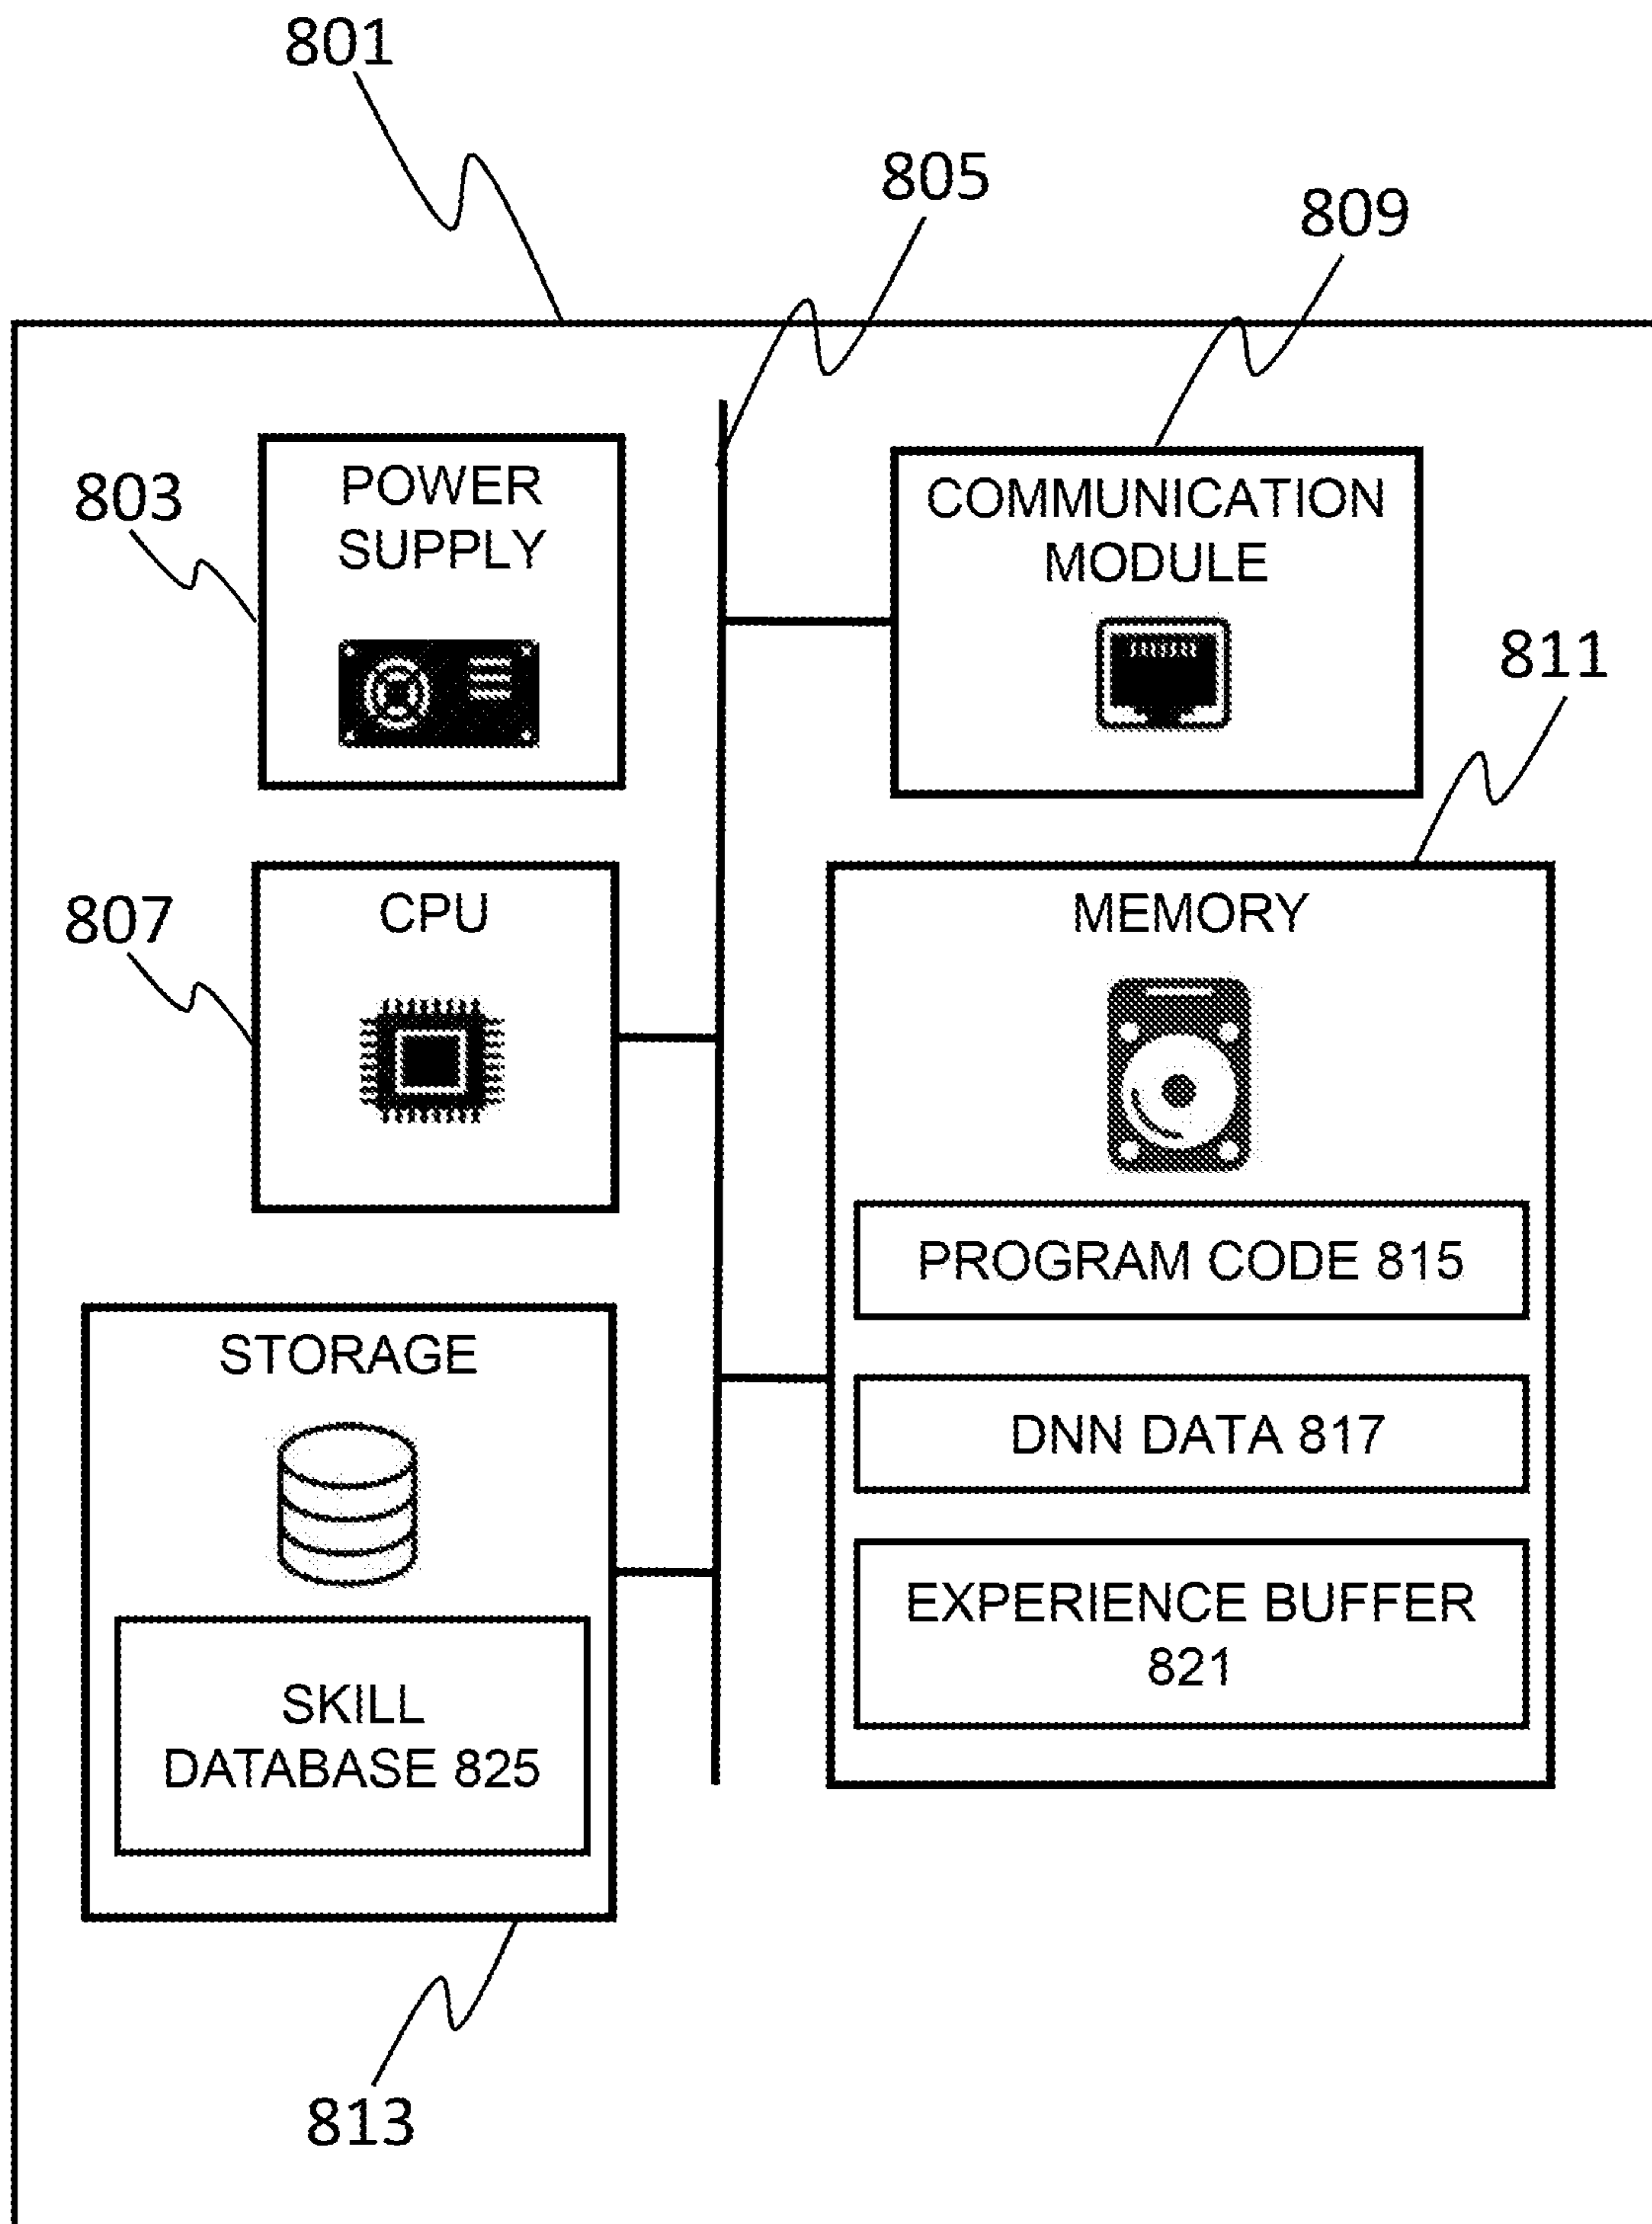 801
805
809
803
POWER
SUPPLY
COMMUNICATION
MODULE
811
807
CPU
MEMORY
PROGRAM CODE 815
STORAGE
DNN DATA 817
EXPERIENCE BUFFER
821
SKILL
DATABASE 825
813